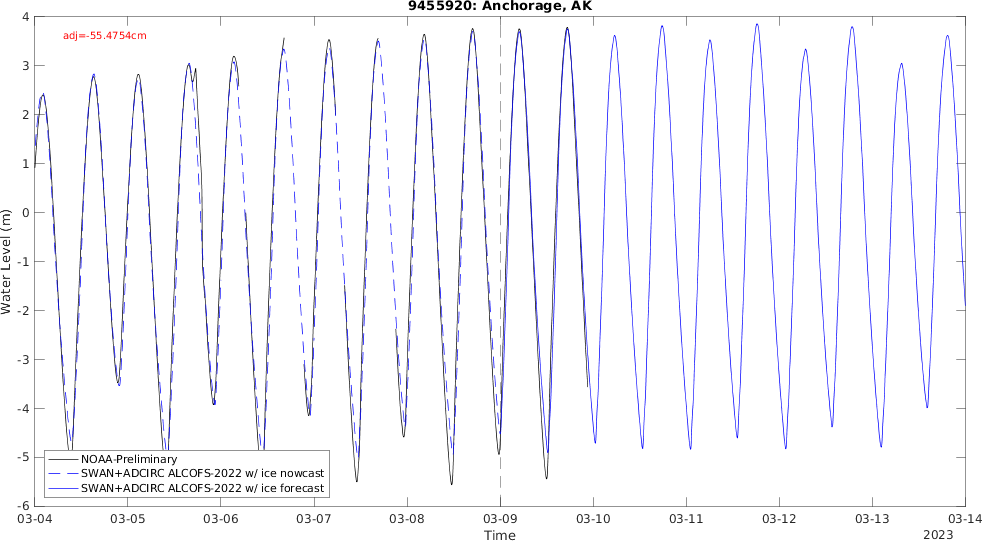 9455920: Anchorage, AK
adj=-55.4754cm
4
3
2
1
0
-1
-2
-3
-4
-5
-6
Water Level (m)
NOAA-Preliminary
SWAN+ADCIRC ALCOFS-2022 w/ ice nowcast
SWAN+ADCIRC ALCOFS-2022 w/ ice forecast
03-04 03-05 03-06 03-07 03-08 03-09 03-10 03-11 03-12 03-13 03-14
Time
2023